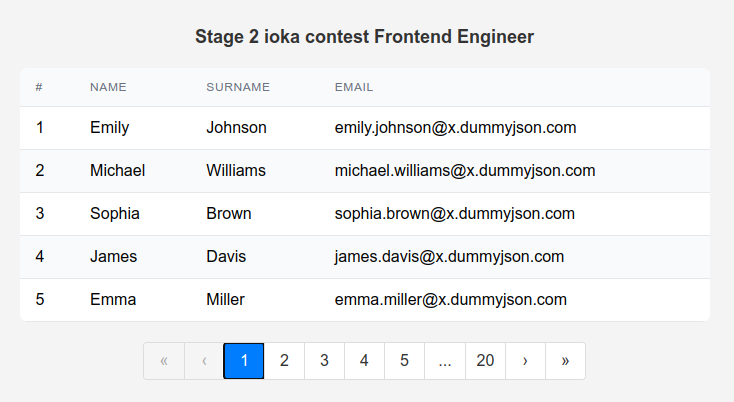 Stage 2 ioka contest Frontend Engineer
# NAME SURNAME EMAIL
1 Emily Johnson emily.johnson@x.dummyjson.com
2 Michael Williams michael.williams@x.dummyjson.com
3 Sophia Brown sophia.brown@x.dummyjson.com
4 James Davis james.davis@x.dummyjson.com
5 Emma Miller emma.miller@x.dummyjson.com
« ‹ 1 2 3 4 5 ... 20 › »